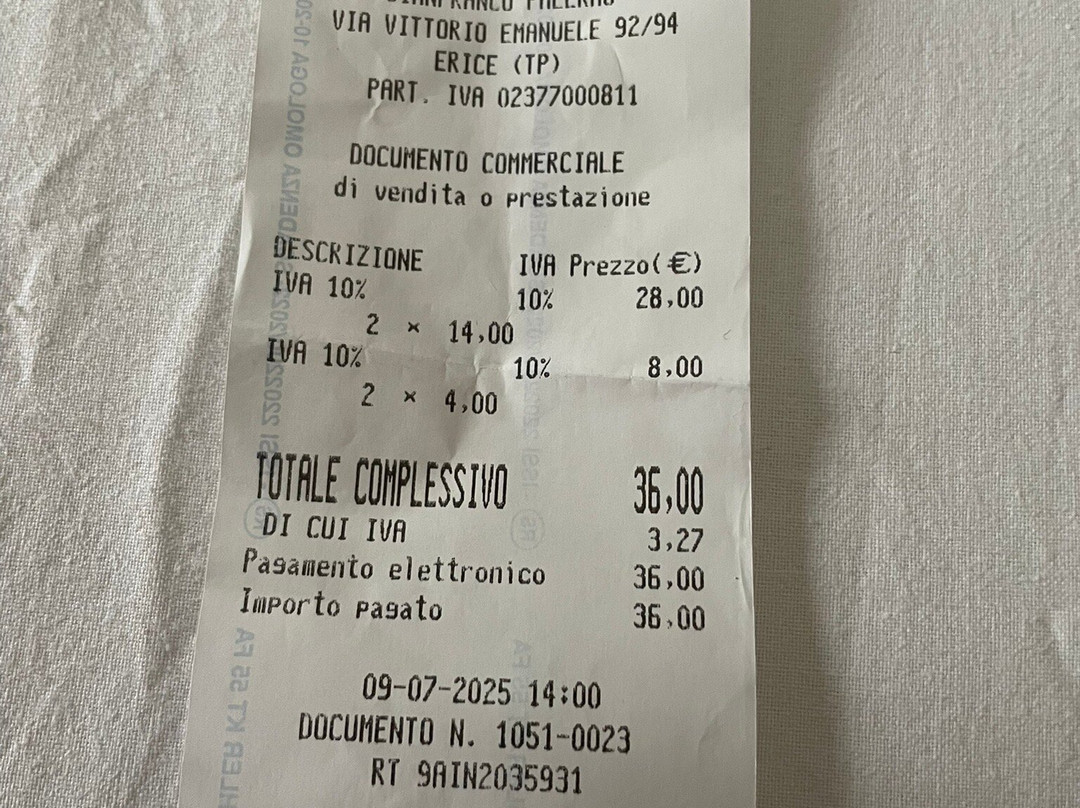 VIA VITTORIO EMANUELE 92/94
ERICE (TP)
PART. IVA 02377000811
DOCUMENTO COMMERCIALE
di vendita o prestazione
DESCRIZIONE IVA Prezzo(€)
IVA 10% 10% 28,00
2 × 14,00
IVA 10% 10% 8,00
2 × 4,00
TOTALE COMPLESSIVO 36,00
DI CUI IVA 3,27
Pagamento elettronico 36,00
Importo pagato 36,00
09-07-2025 14:00
DOCUMENTO N. 1051-0023
RT 9AIN2035931